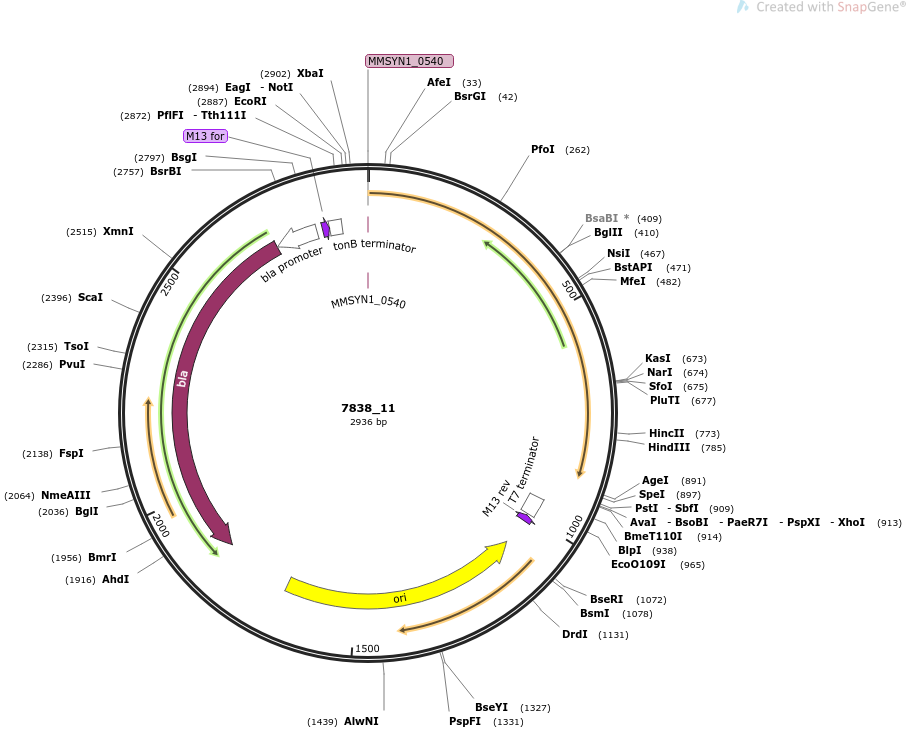 Created with SnapGene®
MMSYN1_0540
(2902) XbaI
(2894) EagI - NotI
(2887) EcoRI
(2872) PflFI - Tth111I
M13 for
(2797) BsgI
(2757) BsrBI
AfeI (33)
BsrGI (42)
PfoI (262)
BsaBI * (409)
BglII (410)
NsiI (467)
BstAPI (471)
MfeI (482)
500
KasI (673)
NarI (674)
SfoI (675)
PluTI (677)
HincII (773)
HindIII (785)
AgeI (891)
SpeI (897)
PstI - SbfI (909)
AvaI - BsoBI - PaeR7I - PspXI - XhoI (913)
BmeT110I (914)
BlpI (938)
EcoO109I (965)
1000
BseRI (1072)
BsmI (1078)
DrdI (1131)
BseYI (1327)
PspFI (1331)
(1439) AlwNI
1500
(1916) AhdI
(1956) BmrI
2000
(2036) BglI
(2064) NmeAIII
(2138) FspI
(2286) PvuI
(2315) TsoI
(2396) ScaI
2500
(2515) XmnI
bla promoter
tonB terminator
MMSYN1_0540
bla
7838_11
2936 bp
M13 rev
T7 terminator
ori